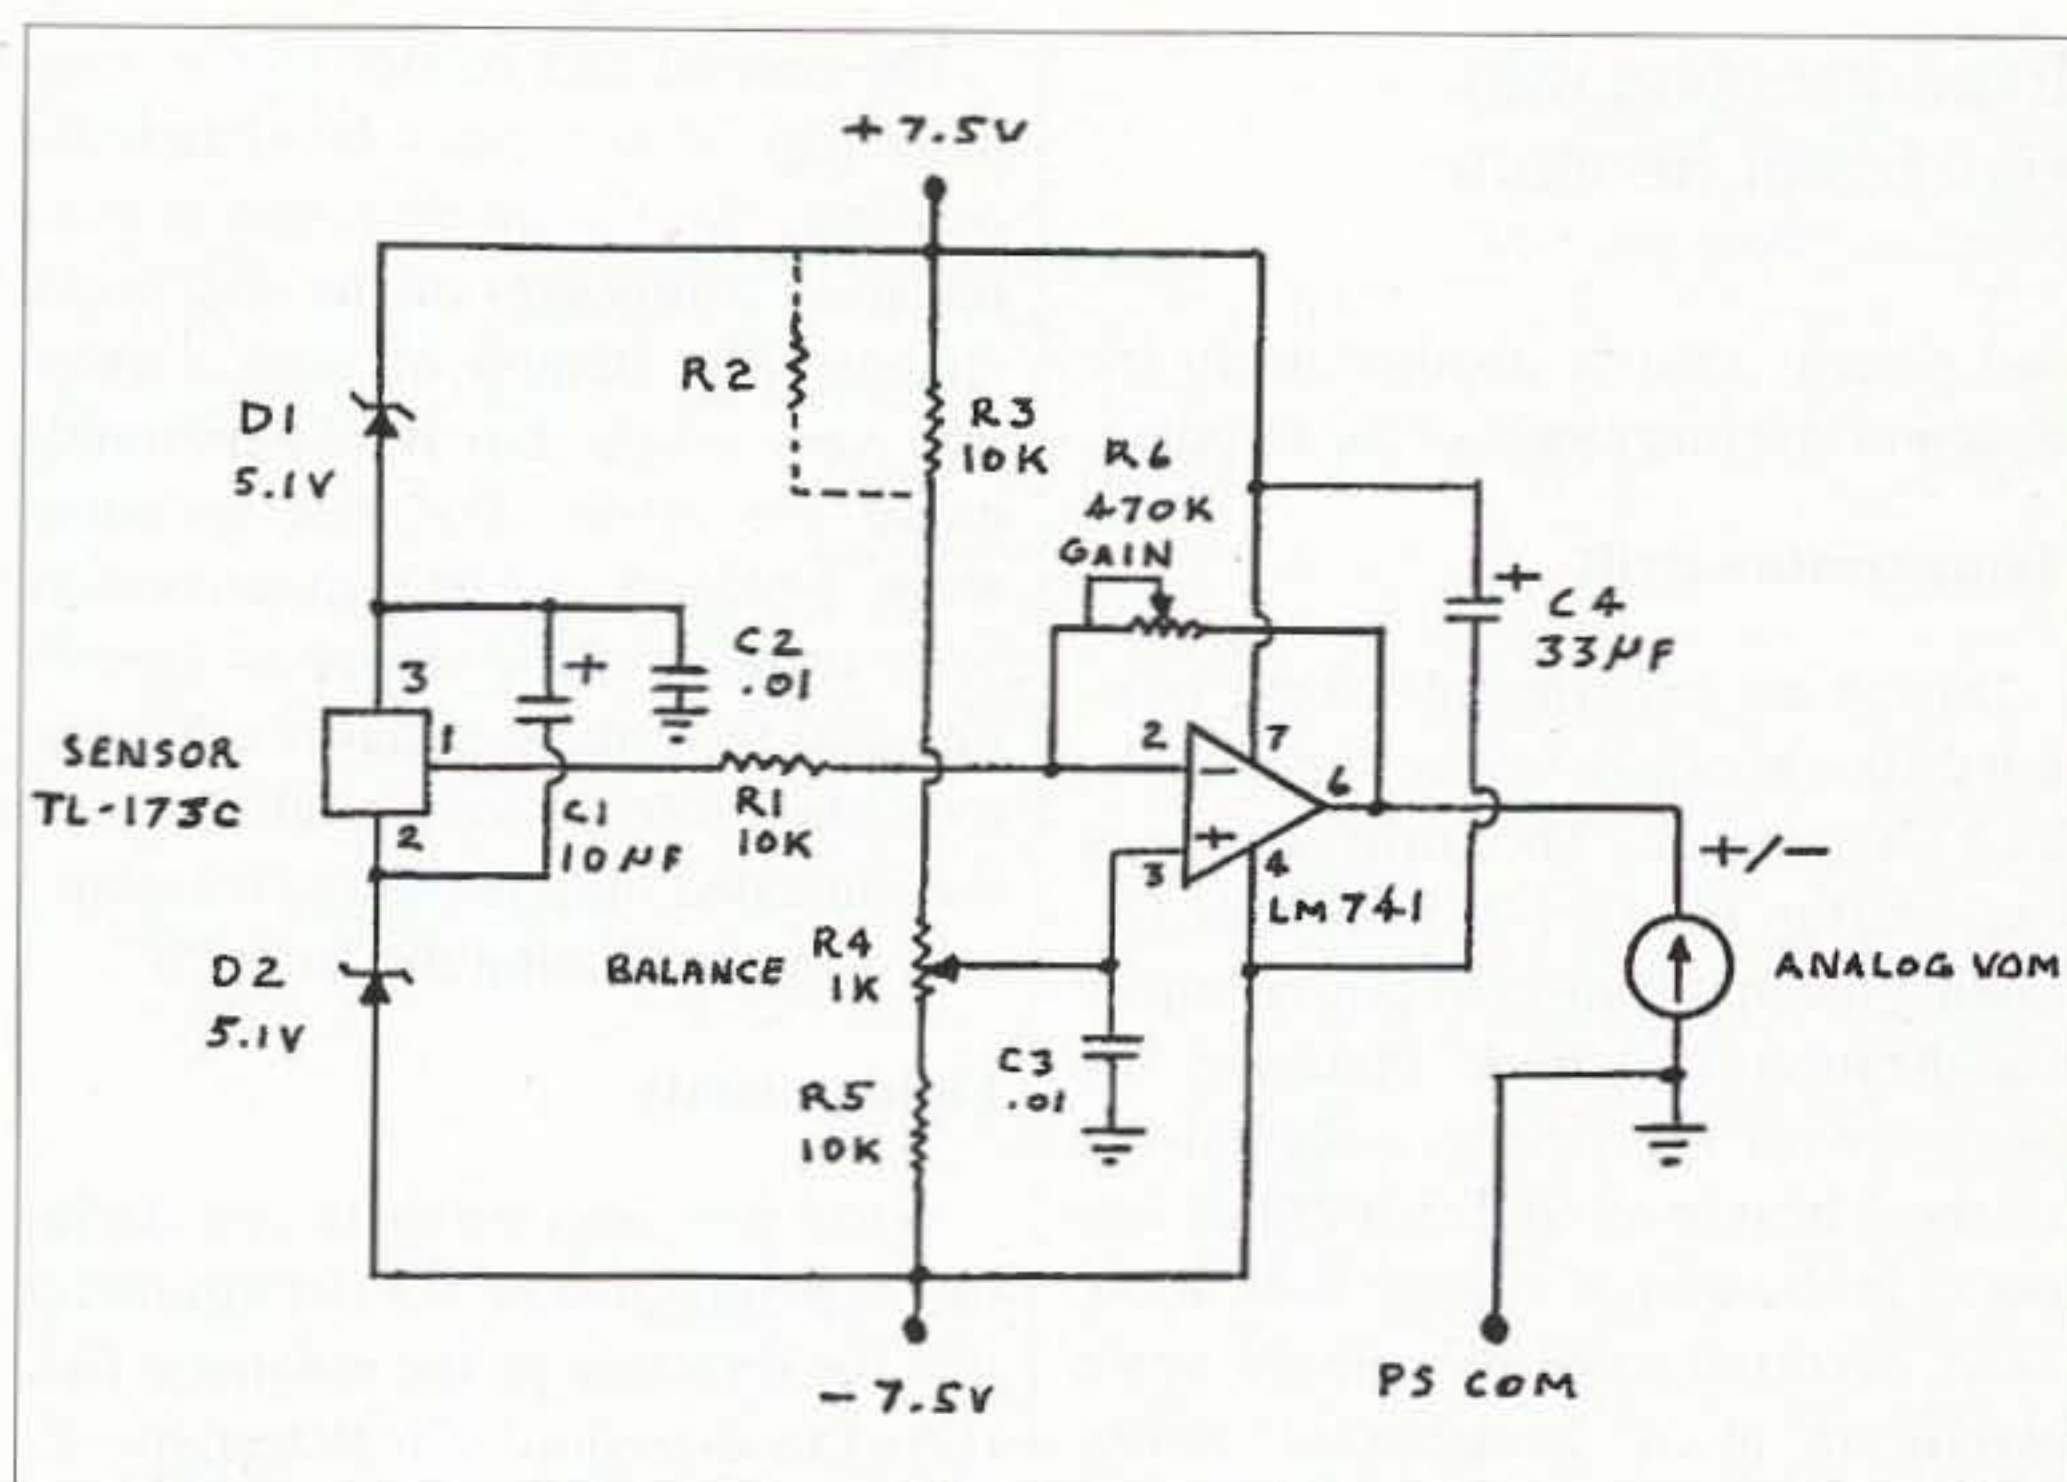 +7.5V
R2
D1
5.1V
R3
10K
R6
470K
GAIN
+
C4
33µF
3
+
C2
.01
1
SENSOR
TL-173C
2
C1
10µF
R1
10K
2
−
7
6
+
3
4
LM741
+/−
D2
5.1V
BALANCE
R4
1K
ANALOG VOM
C3
.01
R5
10K
−7.5V
PS COM